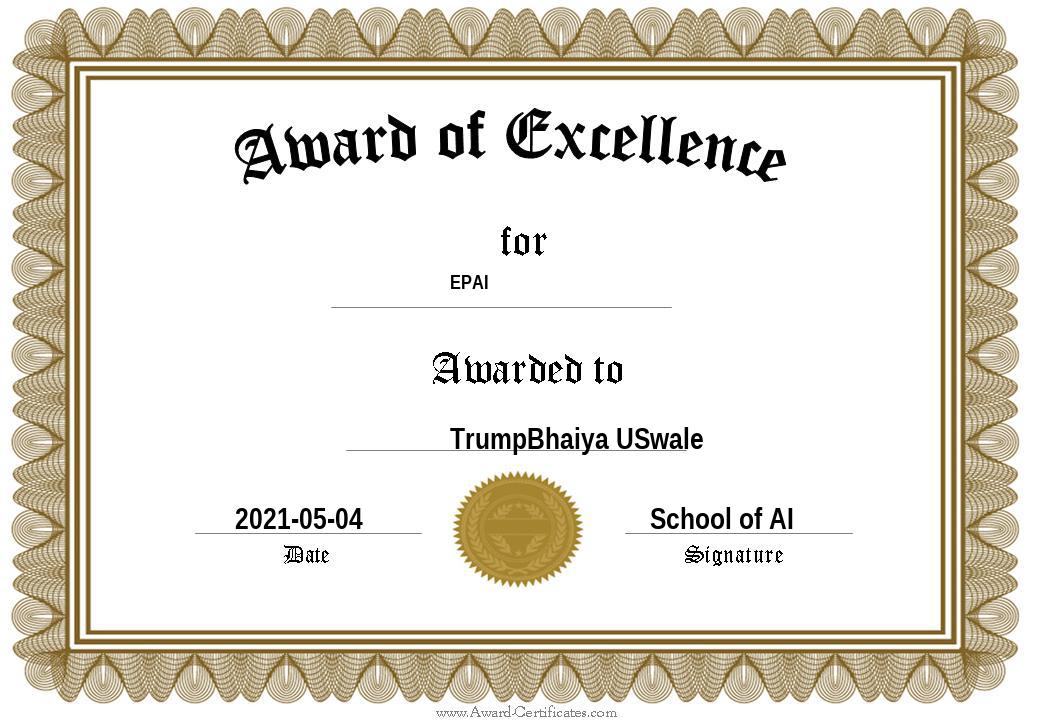 Award of Excellence
for
EPAI
Awarded to
TrumpBhaiya USwale
2021-05-04
School of AI
Date
Signature
www.Award-Certificates.com